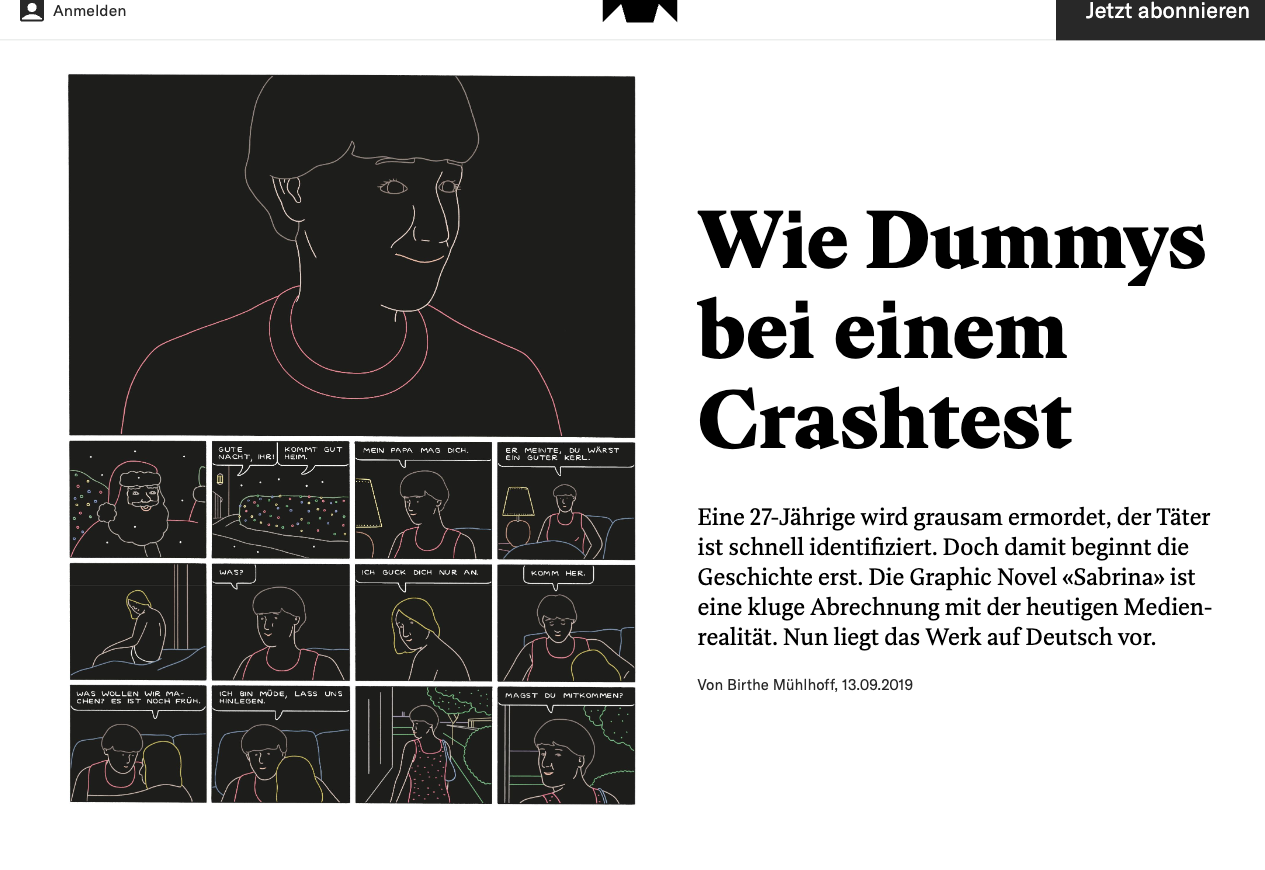 Anmelden
Jetzt abonnieren
GUTE
NACHT, IHR!
KOMMT GUT
HEIM.
MEIN PAPA MAG DICH.
ER MEINTE, DU WÄRST
EIN GUTER KERL.
WAS?
ICH GUCK DICH NUR AN.
KOMM HER.
WAS WOLLEN WIR MA-
CHEN? ES IST NOCH FRÜH.
ICH BIN MÜDE, LASS UNS
HINLEGEN.
MAGST DU MITKOMMEN?
Wie Dummys
bei einem
Crashtest
Eine 27-Jährige wird grausam ermordet, der Täter
ist schnell identifiziert. Doch damit beginnt die
Geschichte erst. Die Graphic Novel «Sabrina» ist
eine kluge Abrechnung mit der heutigen Medien-
realität. Nun liegt das Werk auf Deutsch vor.
Von Birthe Mühlhoff, 13.09.2019